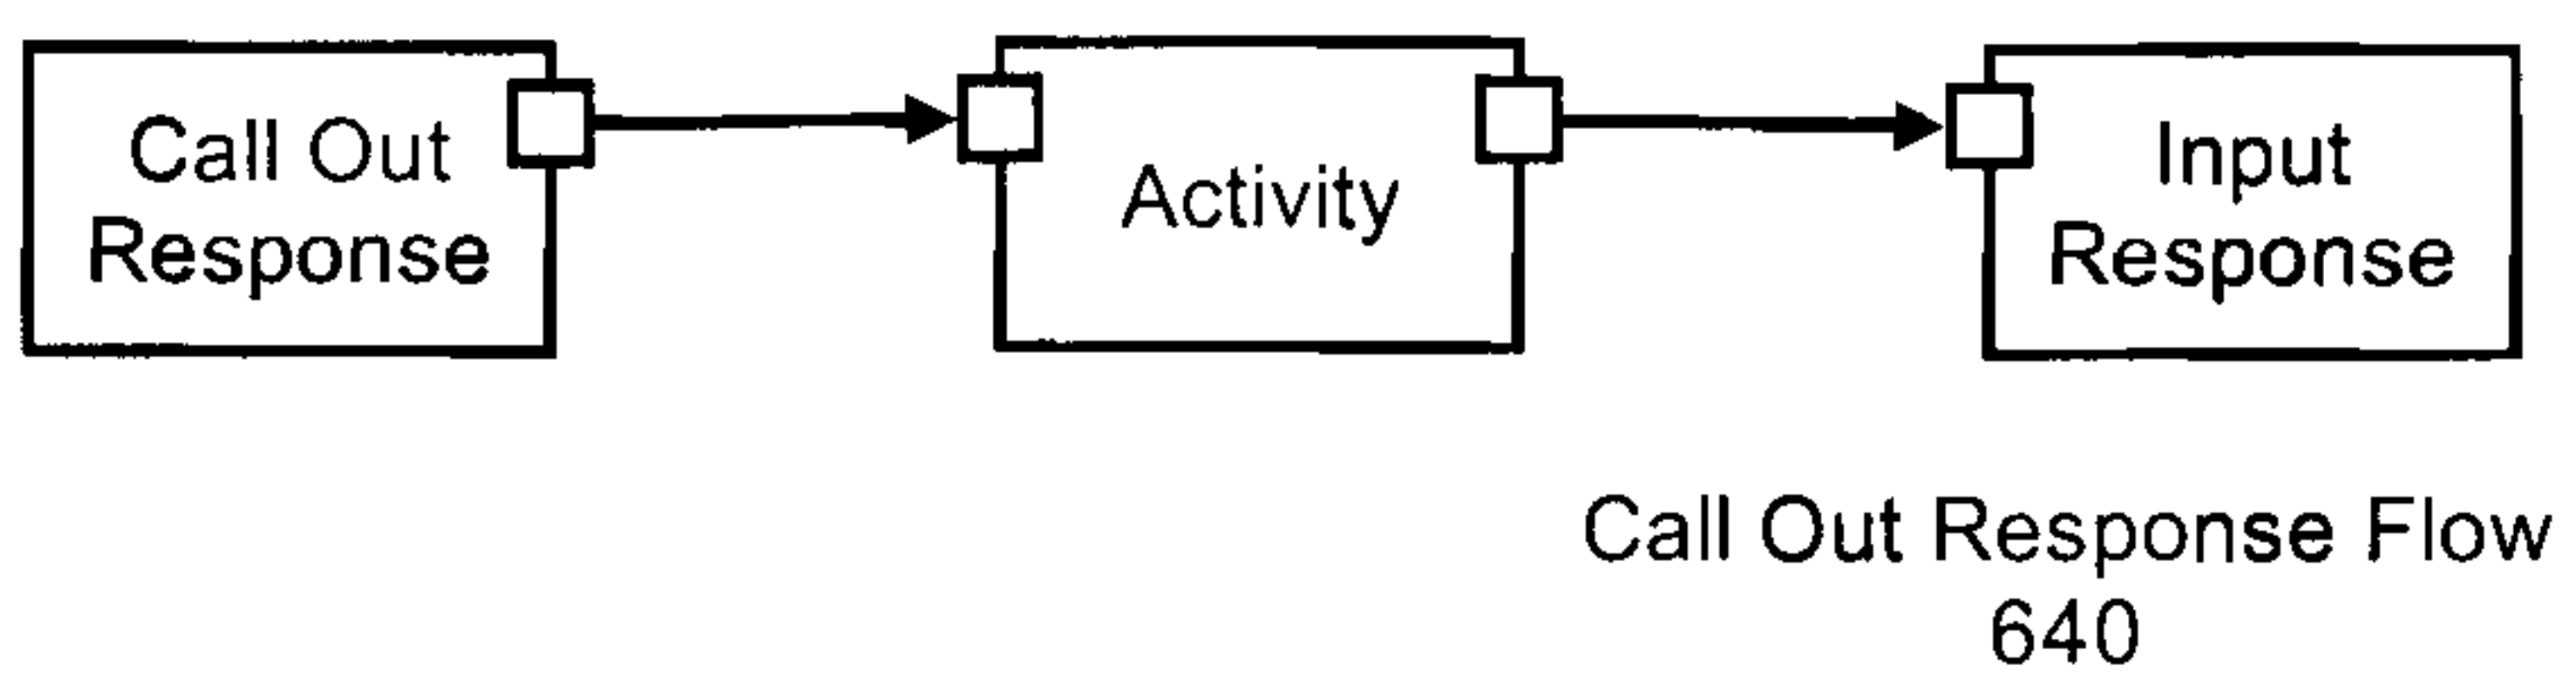 Call Out
Response
Activity
Input
Response
Call Out Response Flow
640